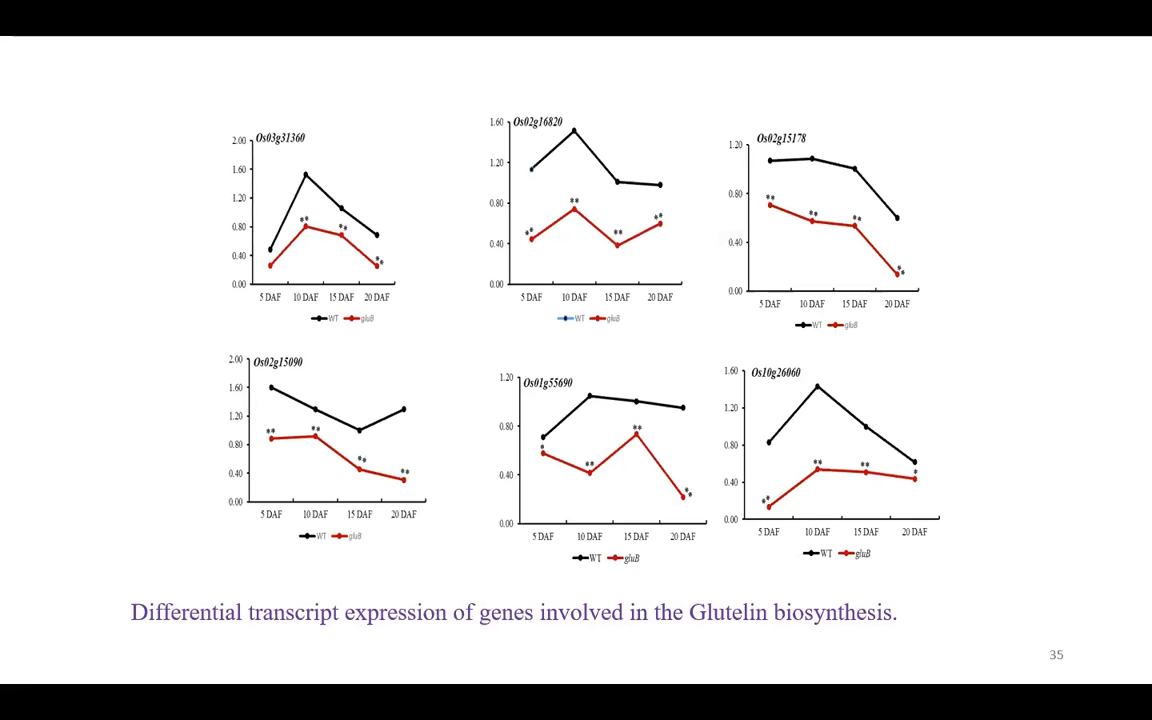 Os03g31360
2.00
1.60
1.20
0.80
0.40
0.00
**
**
**
5 DAF 10 DAF 15 DAF 20 DAF
WT gluB
Os02g16820
1.60
1.20
0.80
0.40
0.00
**
**
**
**
5 DAF 10 DAF 15 DAF 20 DAF
WT gluB
Os02g15178
1.20
0.80
0.40
0.00
**
**
**
**
5 DAF 10 DAF 15 DAF 20 DAF
WT gluB
Os02g15090
2.00
1.60
1.20
0.80
0.40
0.00
**
**
**
**
5 DAF 10 DAF 15 DAF 20 DAF
WT gluB
Os01g55690
1.20
0.80
0.40
0.00
*
**
**
**
5 DAF 10 DAF 15 DAF 20 DAF
WT gluB
Os10g26060
1.60
1.20
0.80
0.40
0.00
**
**
**
*
5 DAF 10 DAF 15 DAF 20 DAF
WT gluB
Differential transcript expression of genes involved in the Glutelin biosynthesis.
35